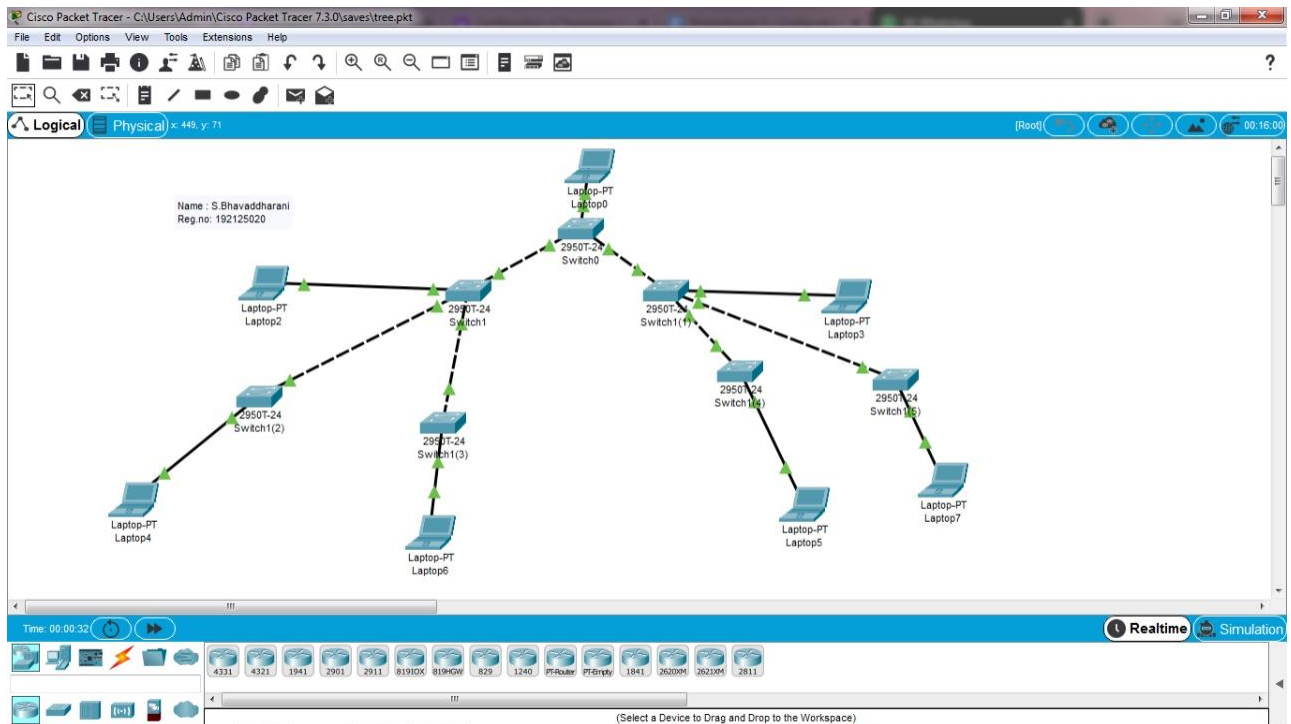 Cisco Packet Tracer - C:\Users\Admin\Cisco Packet Tracer 7.3.0\saves\tree.pkt
File Edit Options View Tools Extensions Help
?
Logical Physical x: 449, y: 71 [Root] 00:16:00
Name : S.Bhavaddharani
Reg.no: 192125020
Laptop-PT
Laptop0
2950T-24
Switch0
Laptop-PT
Laptop2
2950T-24
Switch1
2950T-24
Switch1(1)
Laptop-PT
Laptop3
2950T-24
Switch1(2)
2950T-24
Switch1(3)
2950T-24
Switch1(4)
2950T-24
Switch1(5)
Laptop-PT
Laptop4
Laptop-PT
Laptop6
Laptop-PT
Laptop5
Laptop-PT
Laptop7
Time: 00:00:32 Realtime Simulation
4331 4321 1941 2901 2911 819IOX 819HGW 829 1240 PT-Router PT-Empty 1841 2620XM 2621XM 2811
(Select a Device to Drag and Drop to the Workspace)